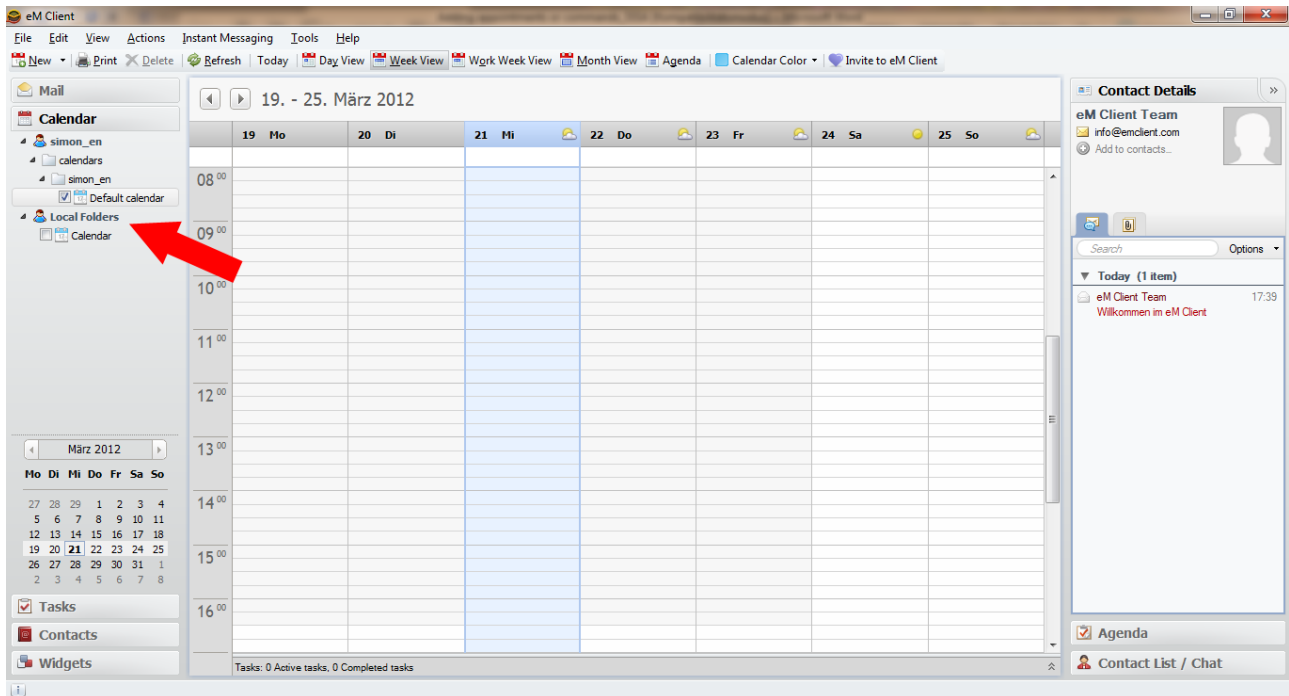 eM Client
File Edit View Actions Instant Messaging Tools Help
New Print Delete Refresh Today Day View Week View Work Week View Month View Agenda Calendar Color Invite to eM Client
Mail
Calendar
simon_en
calendars
simon_en
Default calendar
Local Folders
Calendar
März 2012
Mo Di Mi Do Fr Sa So
27 28 29 1 2 3 4
5 6 7 8 9 10 11
12 13 14 15 16 17 18
19 20 21 22 23 24 25
26 27 28 29 30 31 1
2 3 4 5 6 7 8
Tasks
Contacts
Widgets
19. - 25. März 2012
19 Mo 20 Di 21 Mi 22 Do 23 Fr 24 Sa 25 So
08 00
09 00
10 00
11 00
12 00
13 00
14 00
15 00
16 00
Tasks: 0 Active tasks, 0 Completed tasks
Contact Details
eM Client Team
info@emclient.com
Add to contacts...
Search Options
Today (1 item)
eM Client Team 17:39
Willkommen im eM Client
Agenda
Contact List / Chat